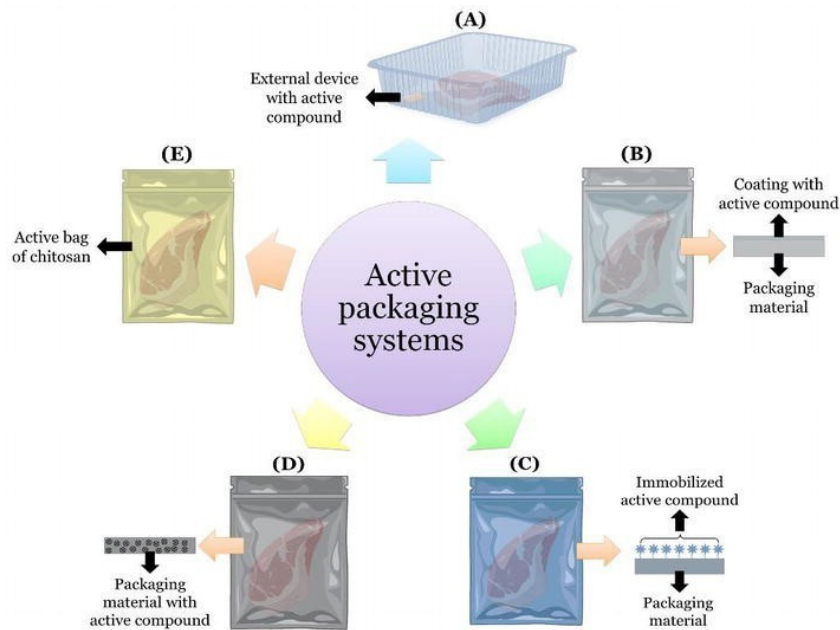 (A)
External device
with active
compound
(E)
Active bag
of chitosan
(B)
Coating with
active compound
Packaging
material
Active
packaging
systems
(D)
Packaging
material with
active compound
(C)
Immobilized
active compound
Packaging
material